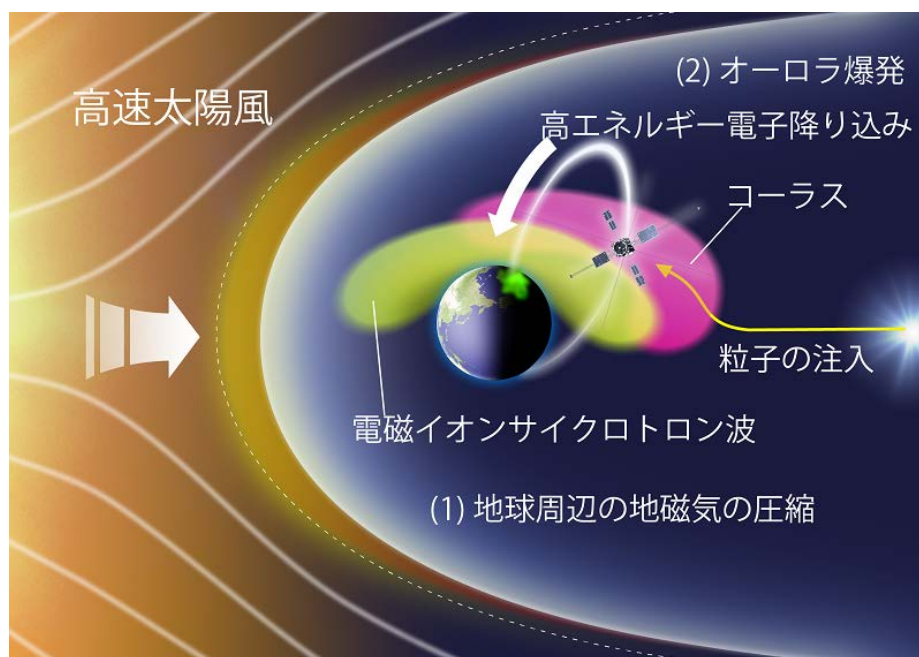 高速太陽風
(2) オーロラ爆発
高エネルギー電子降り込み
コーラス
粒子の注入
電磁イオンサイクロトロン波
(1) 地球周辺の地磁気の圧縮